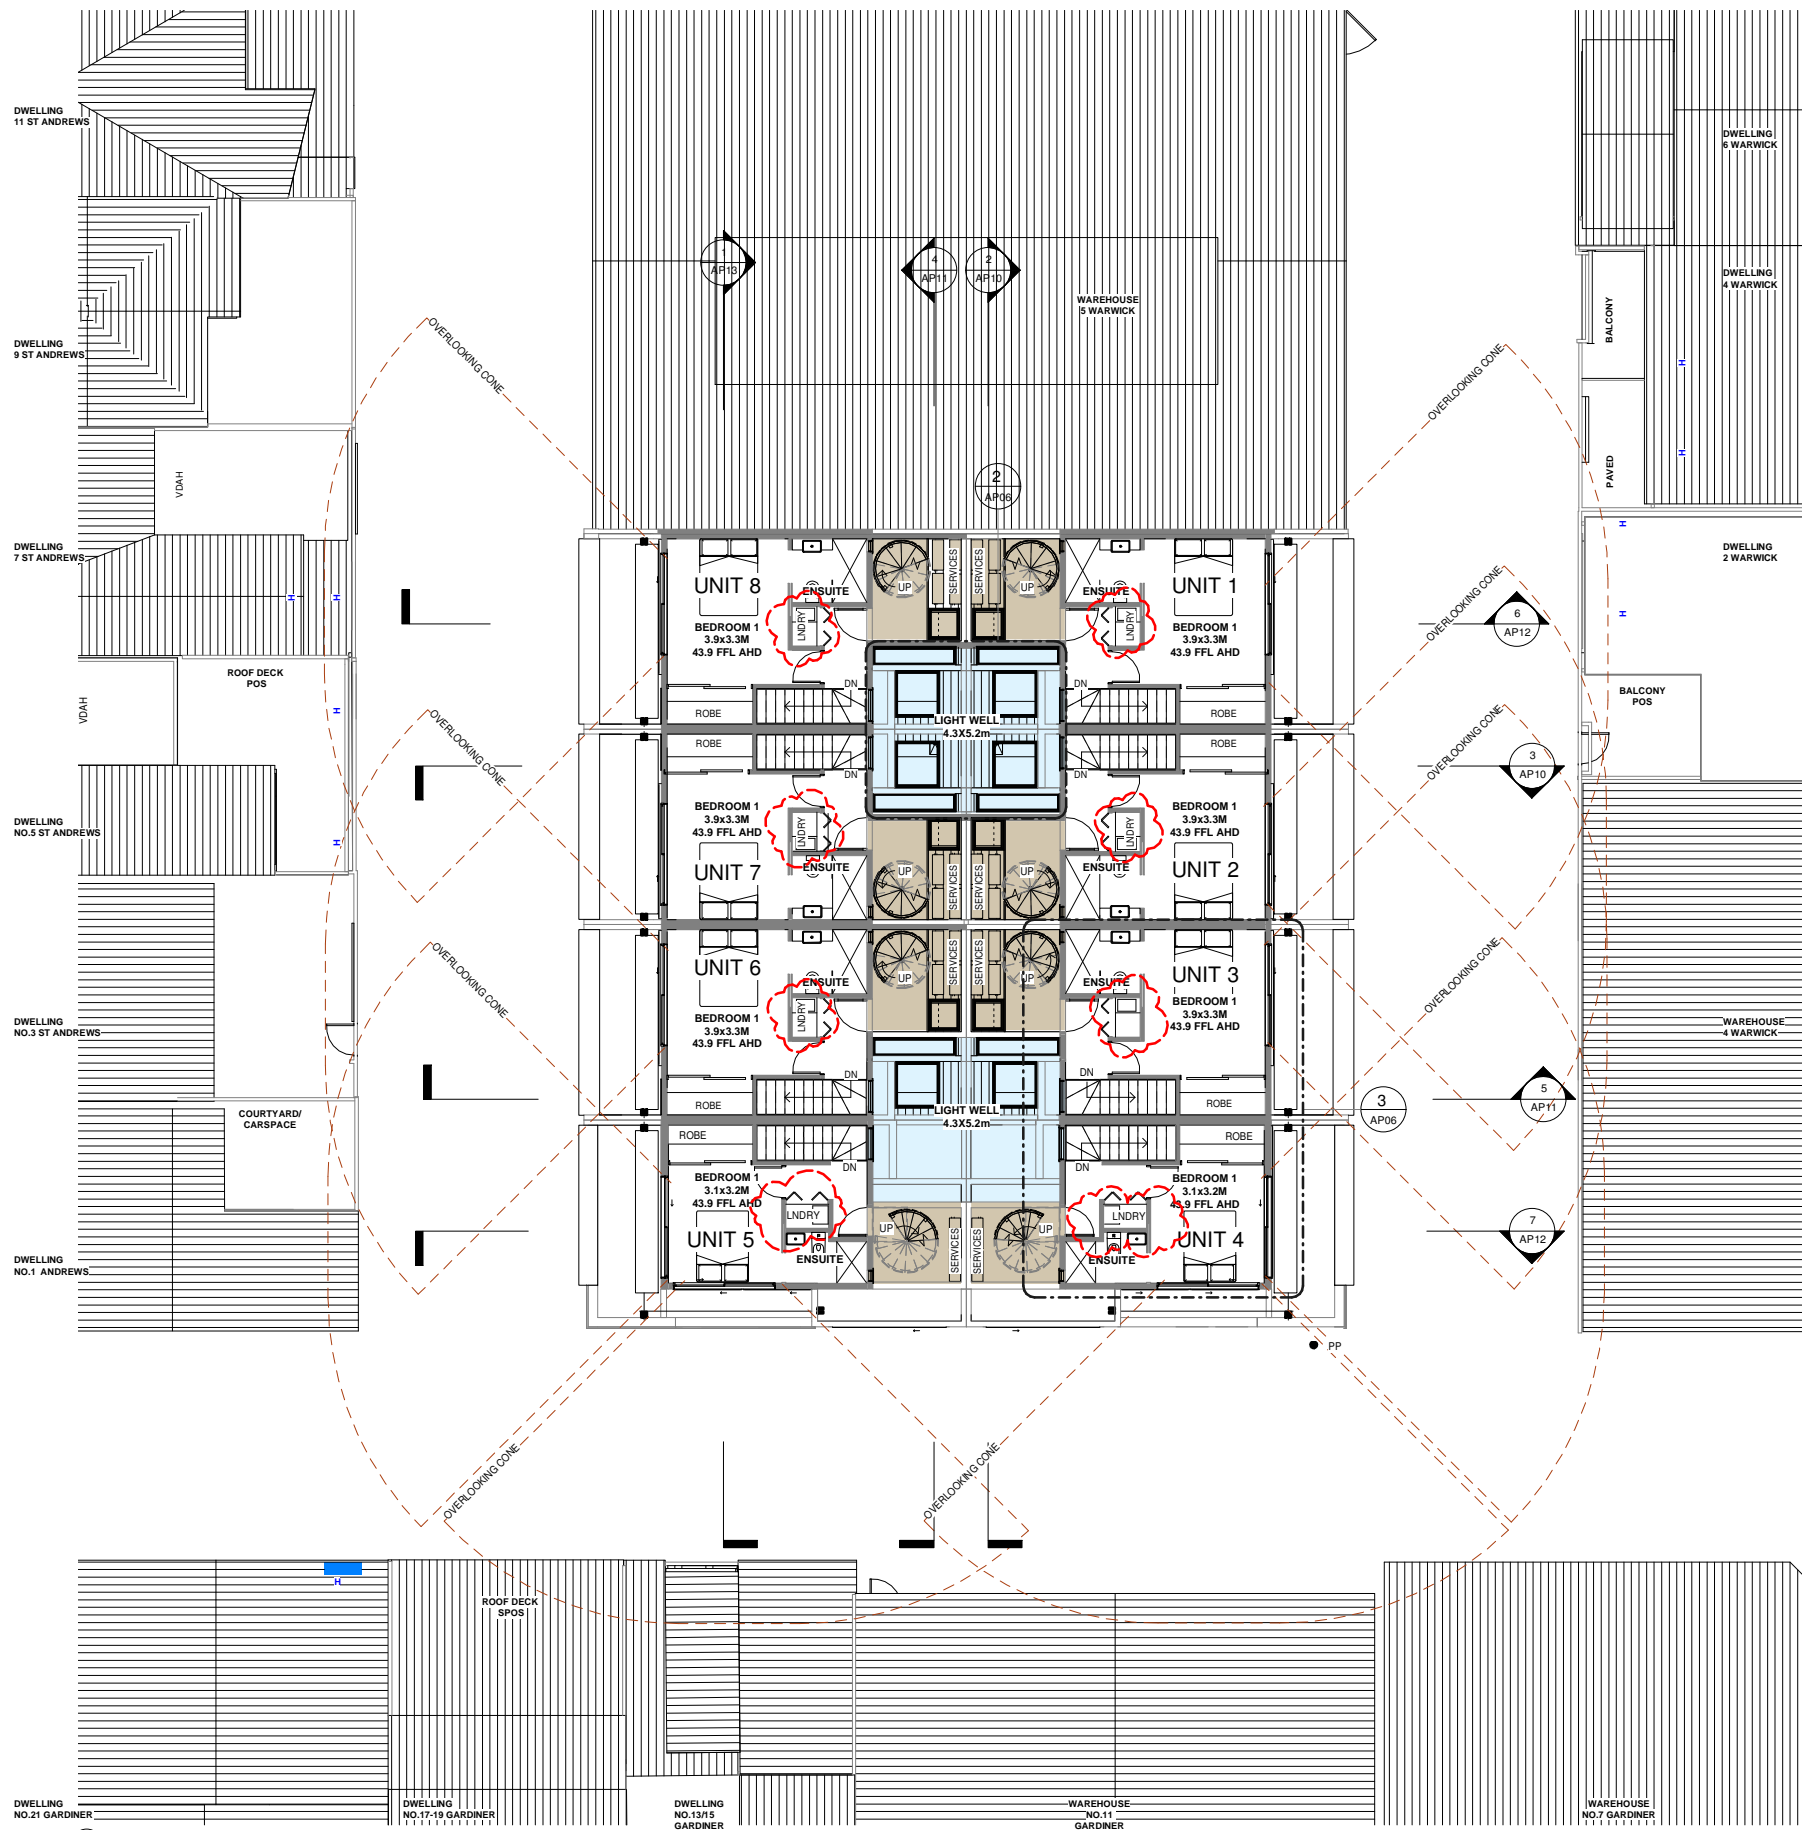 DWELLING
11 ST ANDREWS
DWELLING
6 WARWICK
1
AP13
4
AP11
2
AP10
WAREHOUSE
5 WARWICK
DWELLING
4 WARWICK
BALCONY
H
DWELLING
9 ST ANDREWS
OVERLOOKING CONE
OVERLOOKING CONE
VDAH
PAVED
H
2
AP06
H
DWELLING
7 ST ANDREWS
DWELLING
2 WARWICK
H
H
H
UNIT 8
ENSUITE
UP
SERVICES
SERVICES
UP
ENSUITE
UNIT 1
LNDRY
LNDRY
BEDROOM 1
3.9x3.3M
43.9 FFL AHD
BEDROOM 1
3.9x3.3M
43.9 FFL AHD
OVERLOOKING CONE
6
AP12
ROOF DECK
POS
VDAH
H
DN
DN
ROBE
ROBE
LIGHT WELL
4.3X5.2m
BALCONY
POS
OVERLOOKING CONE
OVERLOOKING CONE
ROBE
ROBE
DN
DN
3
AP10
DWELLING
NO.5 ST ANDREWS
H
BEDROOM 1
3.9x3.3M
43.9 FFL AHD
LNDRY
LNDRY
BEDROOM 1
3.9x3.3M
43.9 FFL AHD
UNIT 7
ENSUITE
UP
SERVICES
SERVICES
UP
ENSUITE
UNIT 2
OVERLOOKING CONE
OVERLOOKING CONE
UNIT 6
ENSUITE
UP
SERVICES
SERVICES
UP
ENSUITE
UNIT 3
DWELLING
NO.3 ST ANDREWS
BEDROOM 1
3.9x3.3M
43.9 FFL AHD
LNDRY
BEDROOM 1
3.9x3.3M
43.9 FFL AHD
WAREHOUSE
4 WARWICK
DN
DN
ROBE
ROBE
LIGHT WELL
4.3X5.2m
3
AP06
5
AP11
COURTYARD/
CARSPACE
ROBE
ROBE
DN
DN
BEDROOM 1
3.1x3.2M
43.9 FFL AHD
BEDROOM 1
3.1x3.2M
43.9 FFL AHD
LNDRY
LNDRY
UNIT 5
ENSUITE
UP
SERVICES
SERVICES
UP
ENSUITE
UNIT 4
7
AP12
DWELLING
NO.1 ANDREWS
PP
OVERLOOKING CONE
OVERLOOKING CONE
H
ROOF DECK
SPOS
DWELLING
NO.21 GARDINER
DWELLING
NO.17-19 GARDINER
DWELLING
NO.13/15
GARDINER
WAREHOUSE
NO.11
GARDINER
WAREHOUSE
NO.7 GARDINER